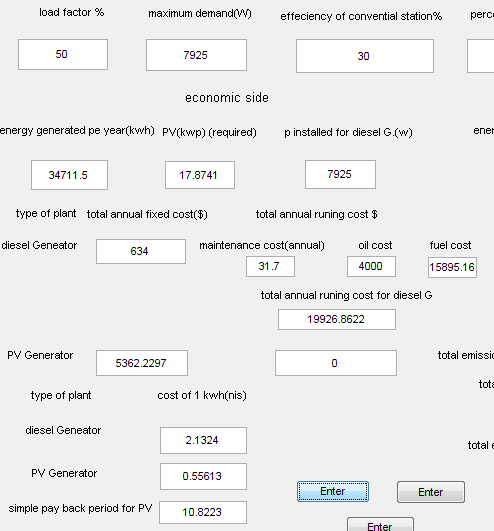 load factor % maximum demand(W) effeciency of convential station% perc
50 7925 30
economic side
energy generated pe year(kwh) PV(kwp) (required) p installed for diesel G.(w) ener
34711.5 17.8741 7925
type of plant total annual fixed cost($) total annual runing cost $
diesel Geneator 634 maintenance cost(annual) oil cost fuel cost
31.7 4000 15895.16
total annual runing cost for diesel G
19926.8622
PV Generator 5362.2297 0 total emissio
type of plant cost of 1 kwh(nis) tota
diesel Geneator 2.1324 total e
PV Generator 0.55613
Enter Enter
simple pay back period for PV 10.8223
Enter